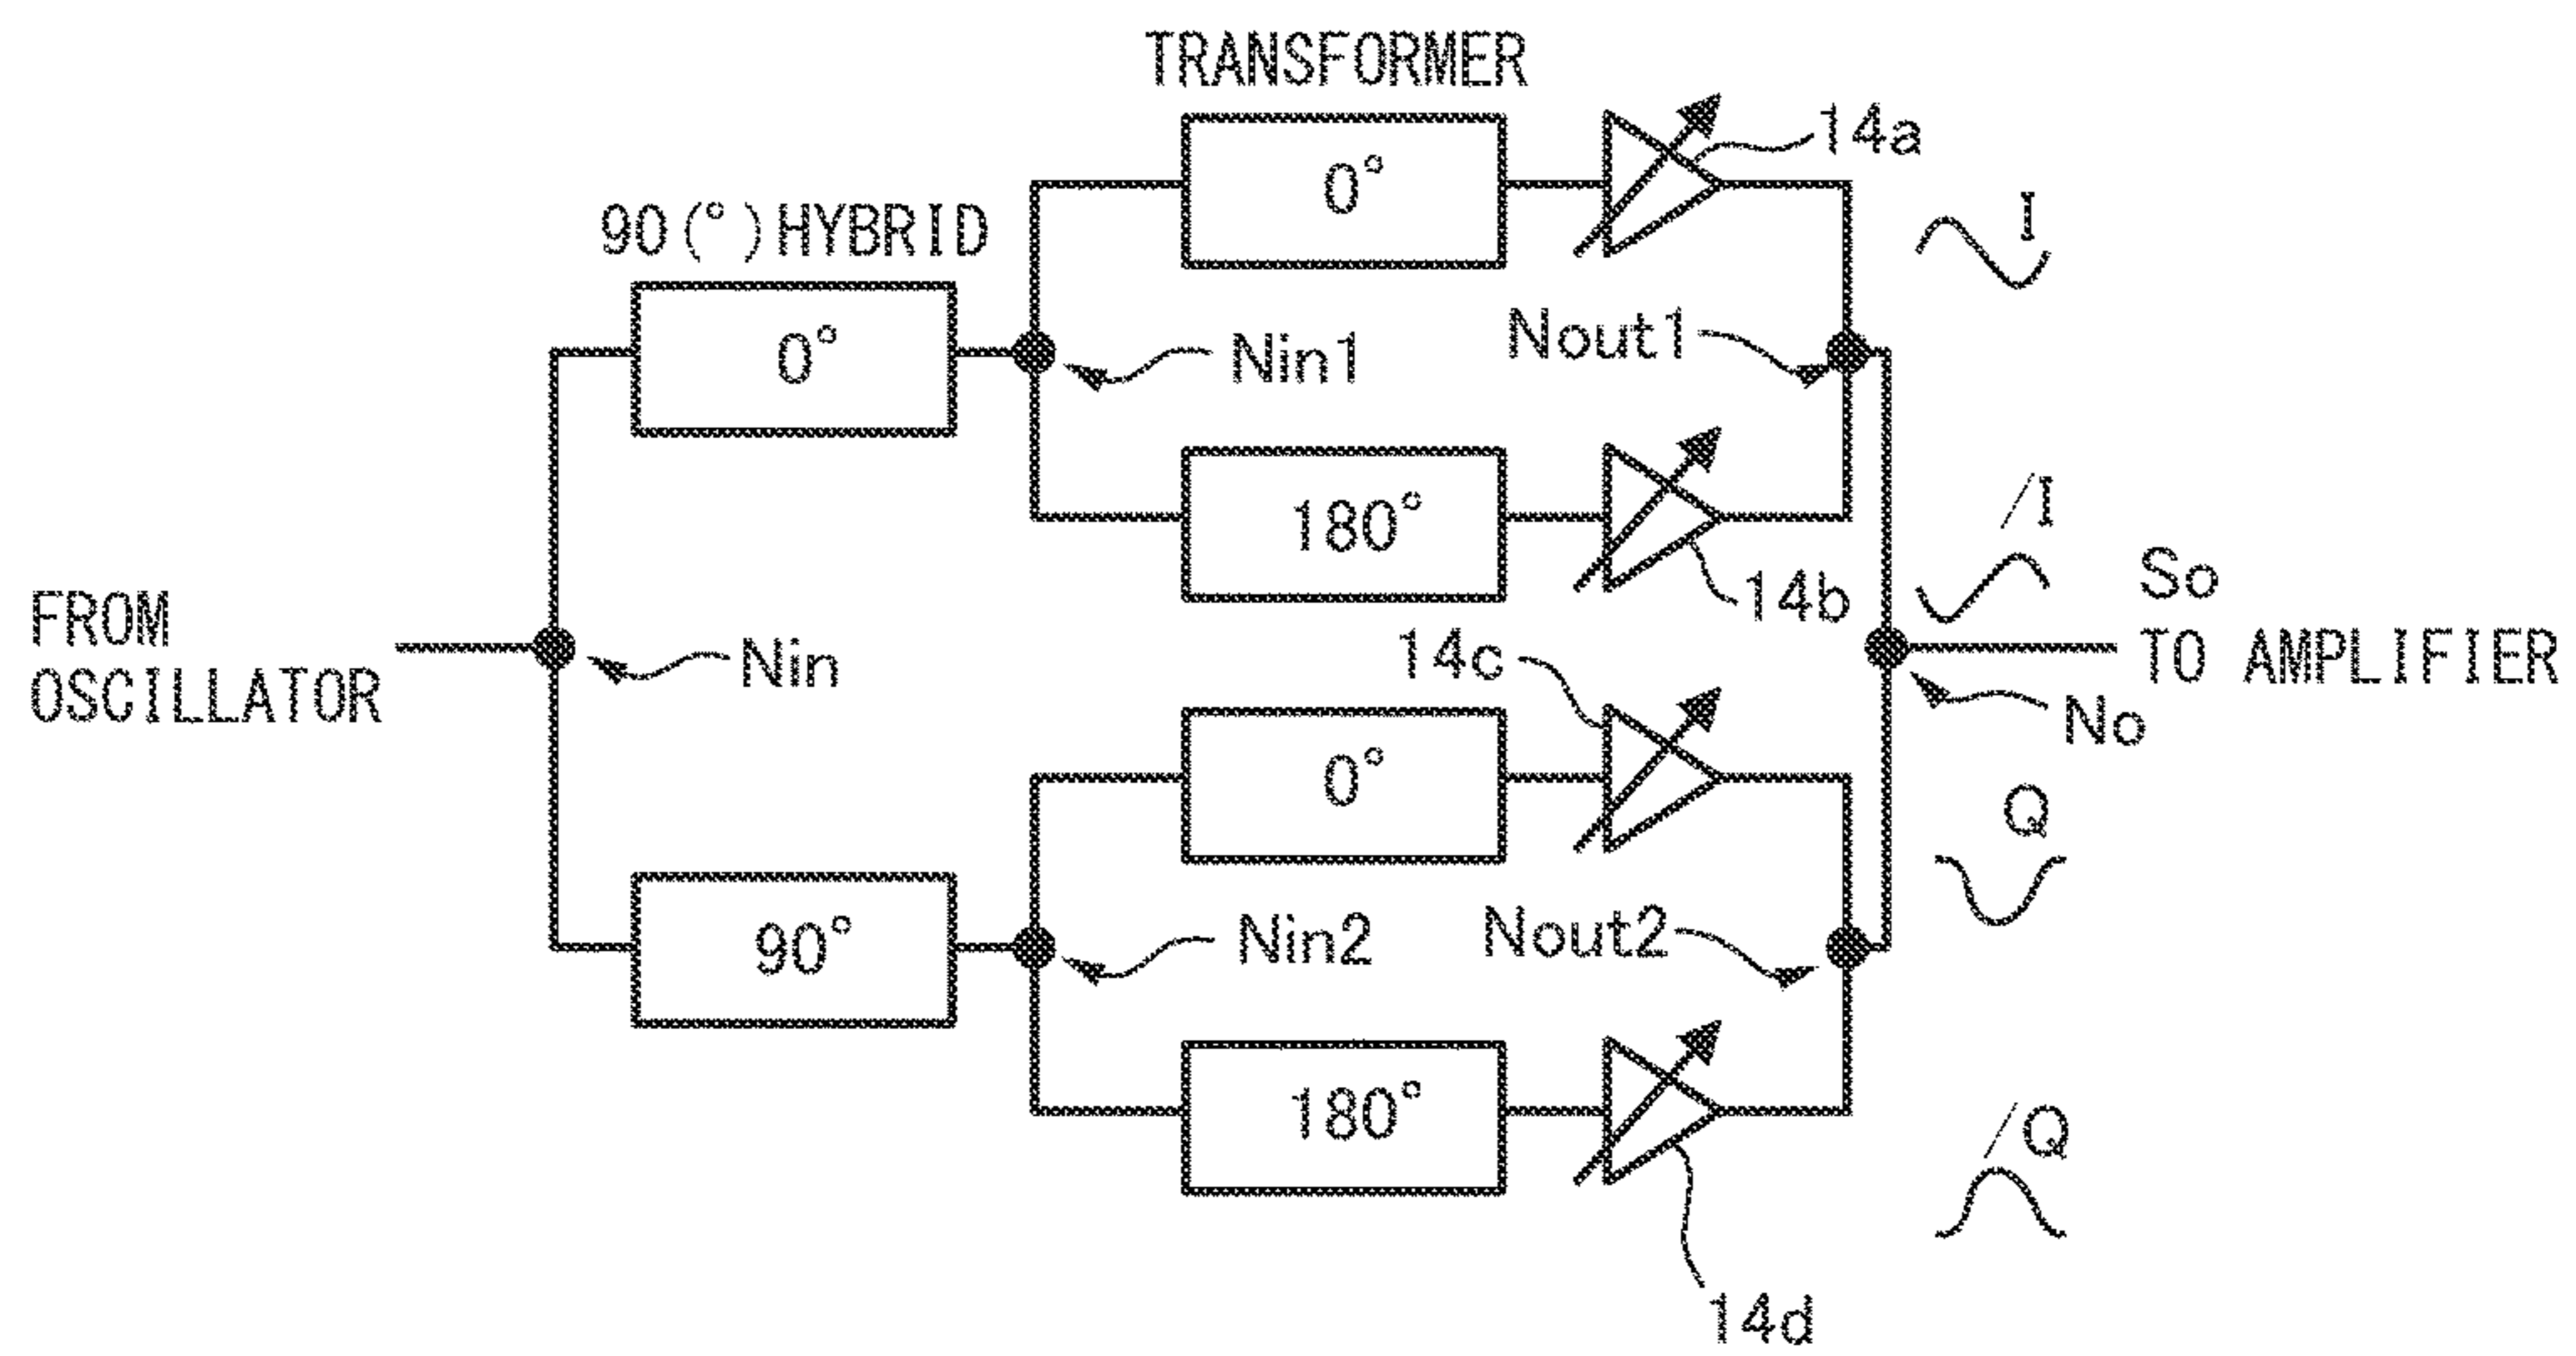 TRANSFORMER
0°
14a
90(°)HYBRID
I
0°
Nin1
Nout1
180°
14b
/I
FROM
OSCILLATOR
Nin
14c
So
TO AMPLIFIER
No
0°
Q
90°
Nin2
Nout2
180°
/Q
14d